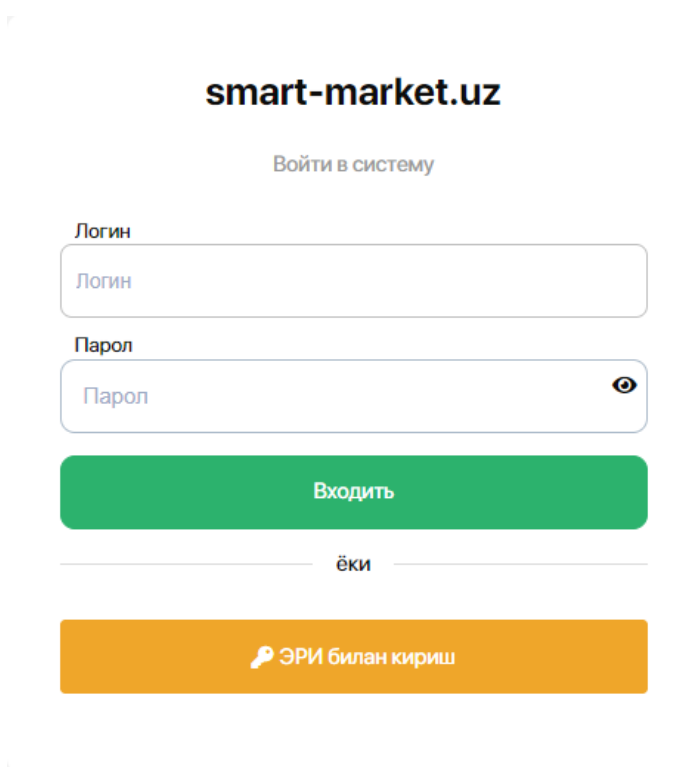 smart-market.uz
Войти в систему
Логин
Логин
Парол
Парол
Входить
ёки
ЭРИ билан кириш